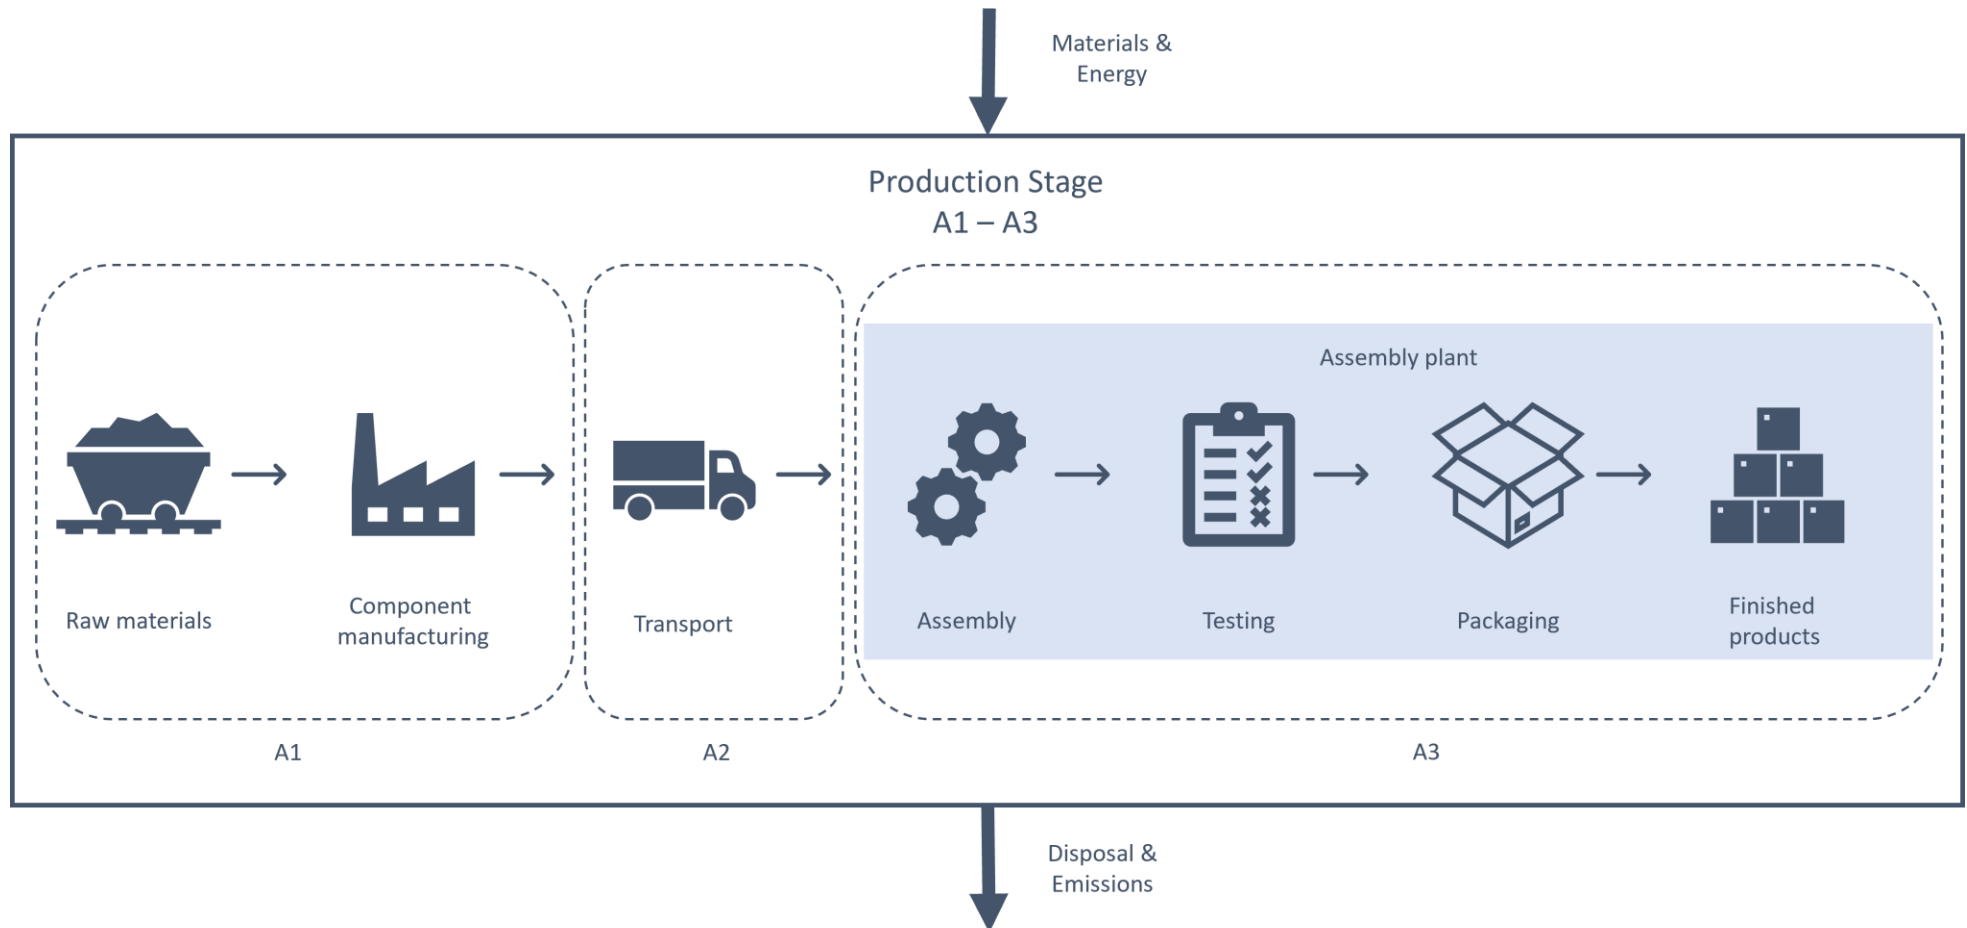 Materials &
Energy
Production Stage
A1 – A3
Assembly plant
Raw materials
Component
manufacturing
Transport
Assembly
Testing
Packaging
Finished
products
A1
A2
A3
Disposal &
Emissions